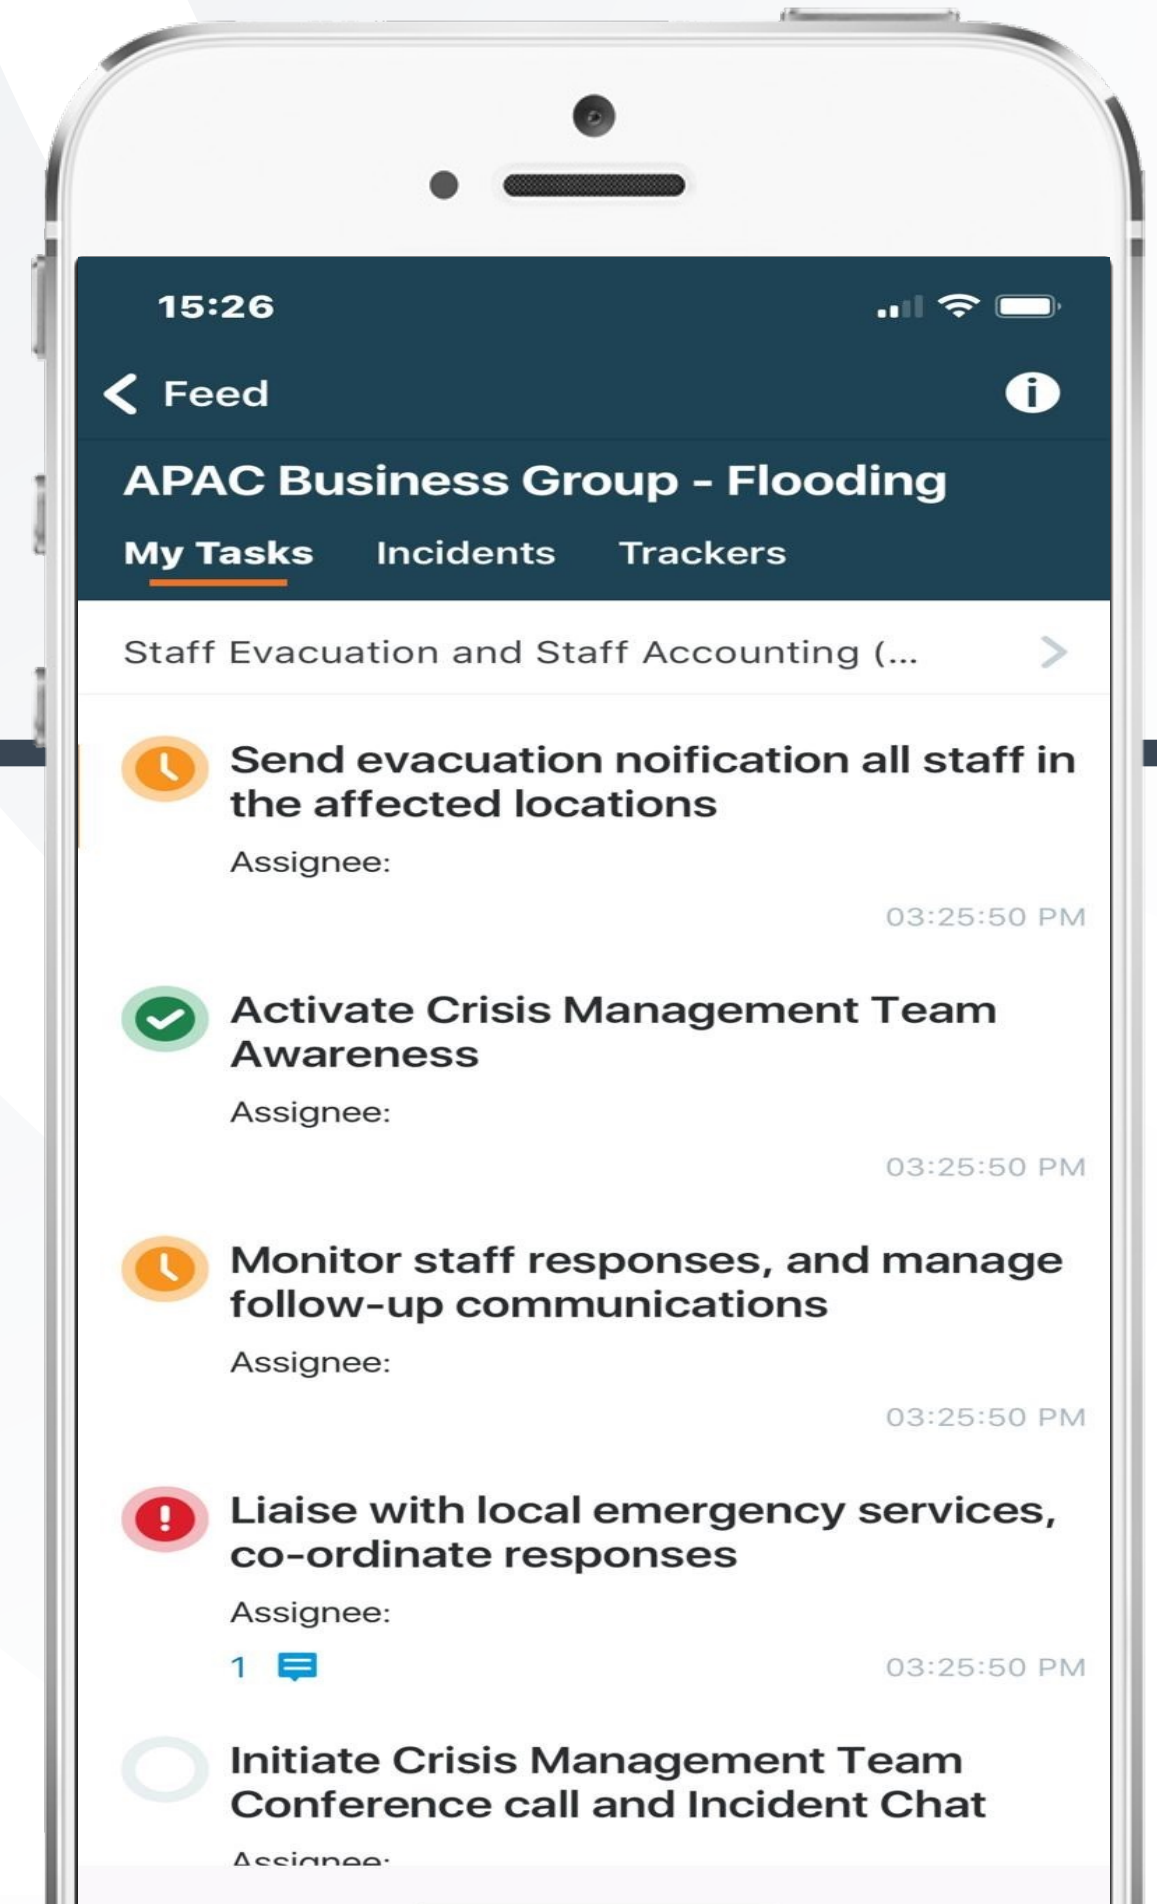 15:26
Feed
APAC Business Group - Flooding
My Tasks Incidents Trackers
Staff Evacuation and Staff Accounting (...
Send evacuation noification all staff in
the affected locations
Assignee:
03:25:50 PM
Activate Crisis Management Team
Awareness
Assignee:
03:25:50 PM
Monitor staff responses, and manage
follow-up communications
Assignee:
03:25:50 PM
Liaise with local emergency services,
co-ordinate responses
Assignee:
1 03:25:50 PM
Initiate Crisis Management Team
Conference call and Incident Chat
Assignee: